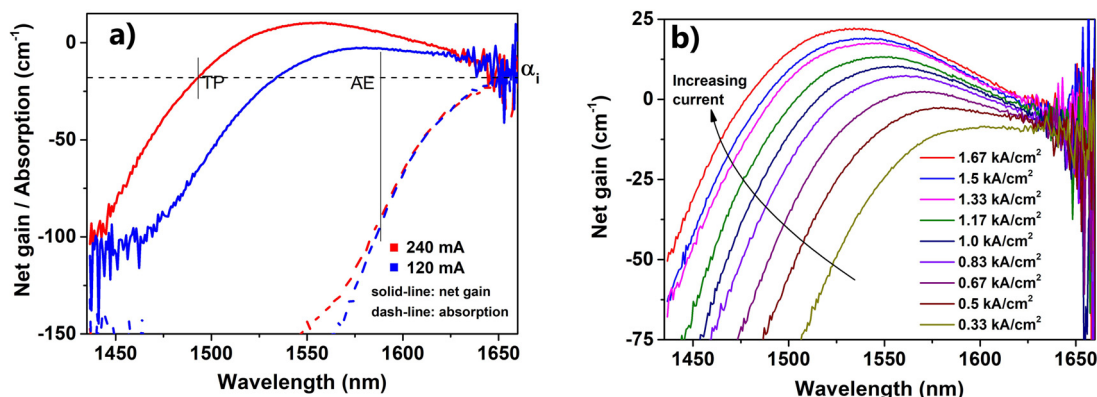 a)
Net gain / Absorption (cm-1)
0
-50
-100
-150
TP
AE
αi
240 mA
120 mA
solid-line: net gain
dash-line: absorption
1450
1500
1550
1600
1650
Wavelength (nm)
b)
Net gain (cm-1)
25
0
-25
-50
-75
Increasing
current
1.67 kA/cm2
1.5 kA/cm2
1.33 kA/cm2
1.17 kA/cm2
1.0 kA/cm2
0.83 kA/cm2
0.67 kA/cm2
0.5 kA/cm2
0.33 kA/cm2
1450
1500
1550
1600
1650
Wavelength (nm)